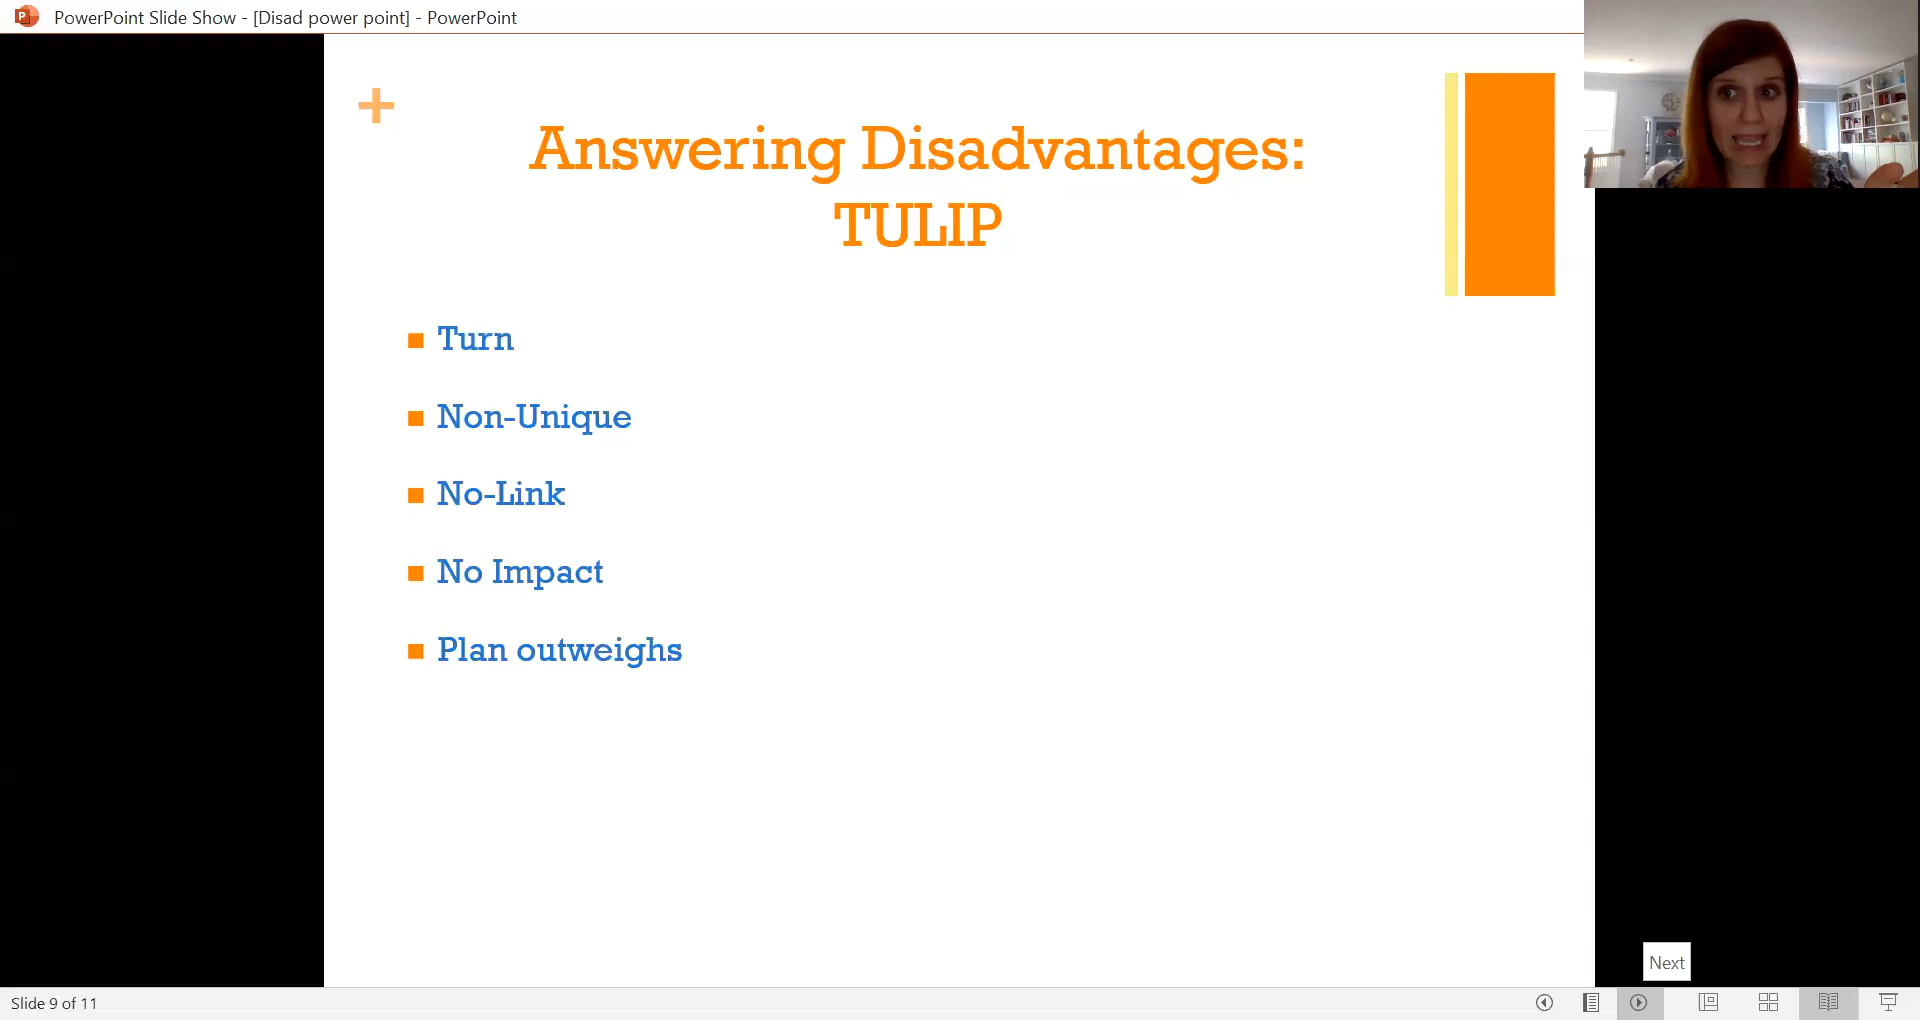 PowerPoint Slide Show - [Disad power point] - PowerPoint
+
Answering Disadvantages:
TULIP
Turn
Non-Unique
No-Link
No Impact
Plan outweighs
Next
Slide 9 of 11